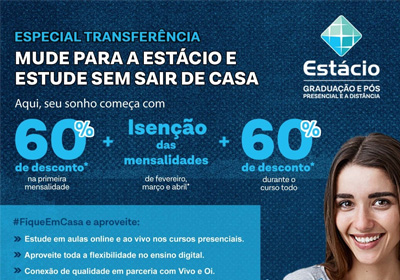 ESPECIAL TRANSFERÊNCIA
MUDE PARA A ESTÁCIO E
ESTUDE SEM SAIR DE CASA
Estácio
GRADUAÇÃO E PÓS
PRESENCIAL E A DISTÂNCIA
Aqui, seu sonho começa com
60%
de desconto*
na primeira
mensalidade
+
Isenção
das
mensalidades
de fevereiro,
março e abril*
+
60%
de desconto*
durante o
curso todo
#FiqueEmCasa e aproveite:
» Estude em aulas online e ao vivo nos cursos presenciais.
» Aproveite toda a flexibilidade no ensino digital.
» Conexão de qualidade em parceria com Vivo e Oi.